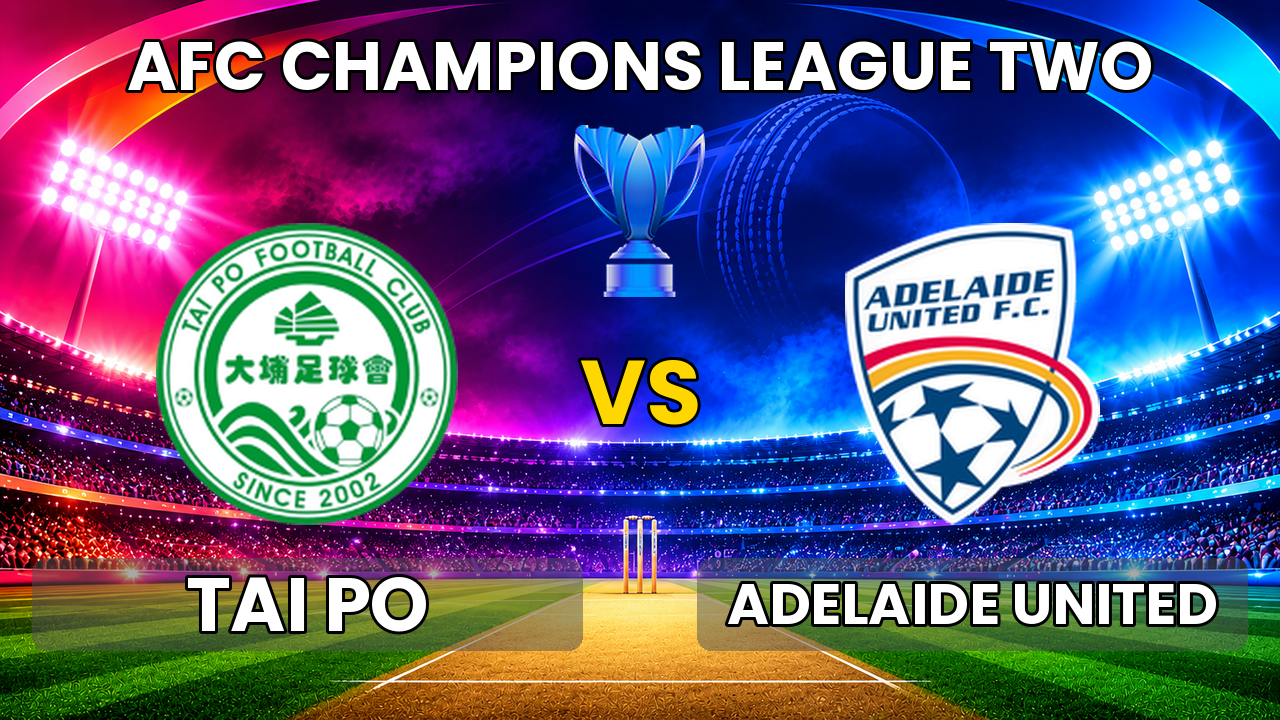 AFC CHAMPIONS LEAGUE TWO
TAI PO FOOTBALL CLUB
大埔足球會
SINCE 2002
ADELAIDE
UNITED F.C.
VS
TAI PO
ADELAIDE UNITED